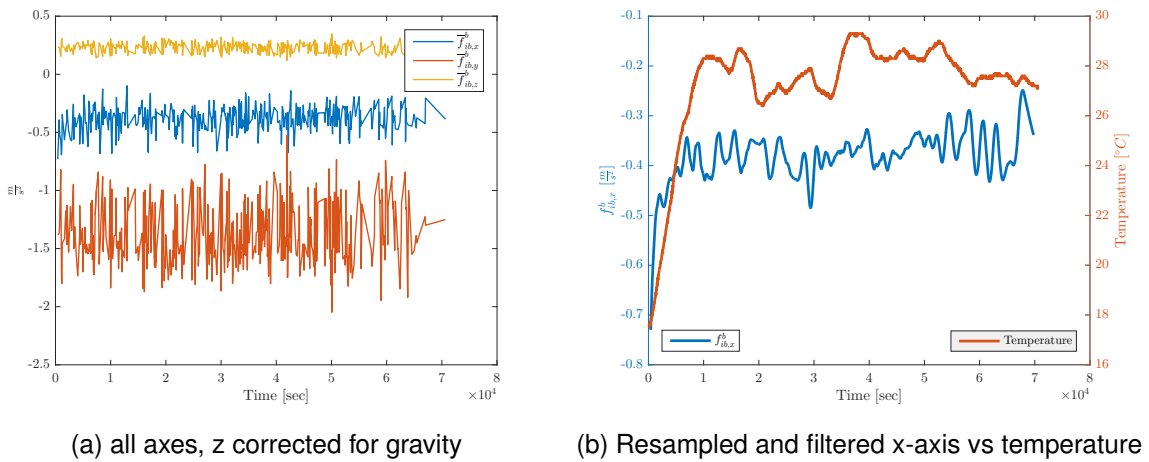 0.5
0
-0.5
-1
-1.5
-2
-2.5
m/s²
f̅ᵇib,x
f̅ᵇib,y
f̅ᵇib,z
0 1 2 3 4 5 6 7 8
Time [sec] ×10⁴
(a) all axes, z corrected for gravity
-0.1
-0.2
-0.3
-0.4
-0.5
-0.6
-0.7
-0.8
fᵇib,x [m/s²]
30
28
26
24
22
20
18
16
Temperature [°C]
fᵇib,x
Temperature
0 1 2 3 4 5 6 7 8
Time [sec] ×10⁴
(b) Resampled and filtered x-axis vs temperature